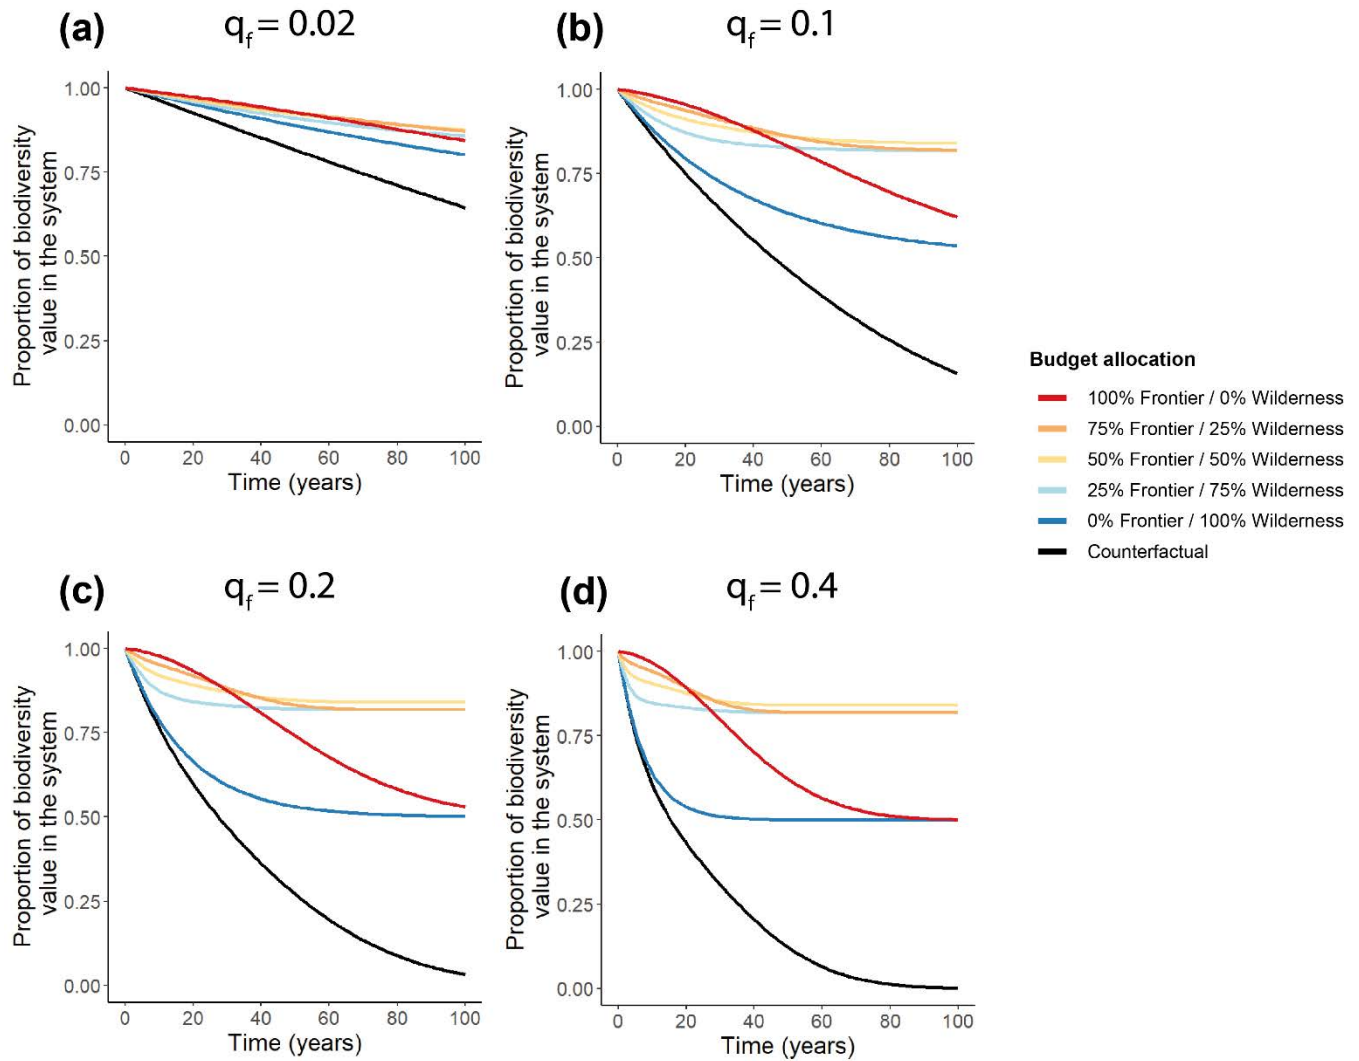 (a) qf = 0.02
Proportion of biodiversity
value in the system
1.00
0.75
0.50
0.25
0.00
0 20 40 60 80 100
Time (years)
(b) qf = 0.1
Proportion of biodiversity
value in the system
1.00
0.75
0.50
0.25
0.00
0 20 40 60 80 100
Time (years)
Budget allocation
100% Frontier / 0% Wilderness
75% Frontier / 25% Wilderness
50% Frontier / 50% Wilderness
25% Frontier / 75% Wilderness
0% Frontier / 100% Wilderness
Counterfactual
(c) qf = 0.2
Proportion of biodiversity
value in the system
1.00
0.75
0.50
0.25
0.00
0 20 40 60 80 100
Time (years)
(d) qf = 0.4
Proportion of biodiversity
value in the system
1.00
0.75
0.50
0.25
0.00
0 20 40 60 80 100
Time (years)